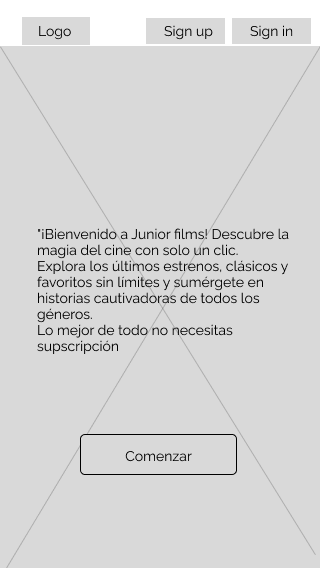 Logo
Sign up
Sign in
"¡Bienvenido a Junior films! Descubre la
magia del cine con solo un clic.
Explora los últimos estrenos, clásicos y
favoritos sin límites y sumérgete en
historias cautivadoras de todos los
géneros.
Lo mejor de todo no necesitas
supscripción
Comenzar